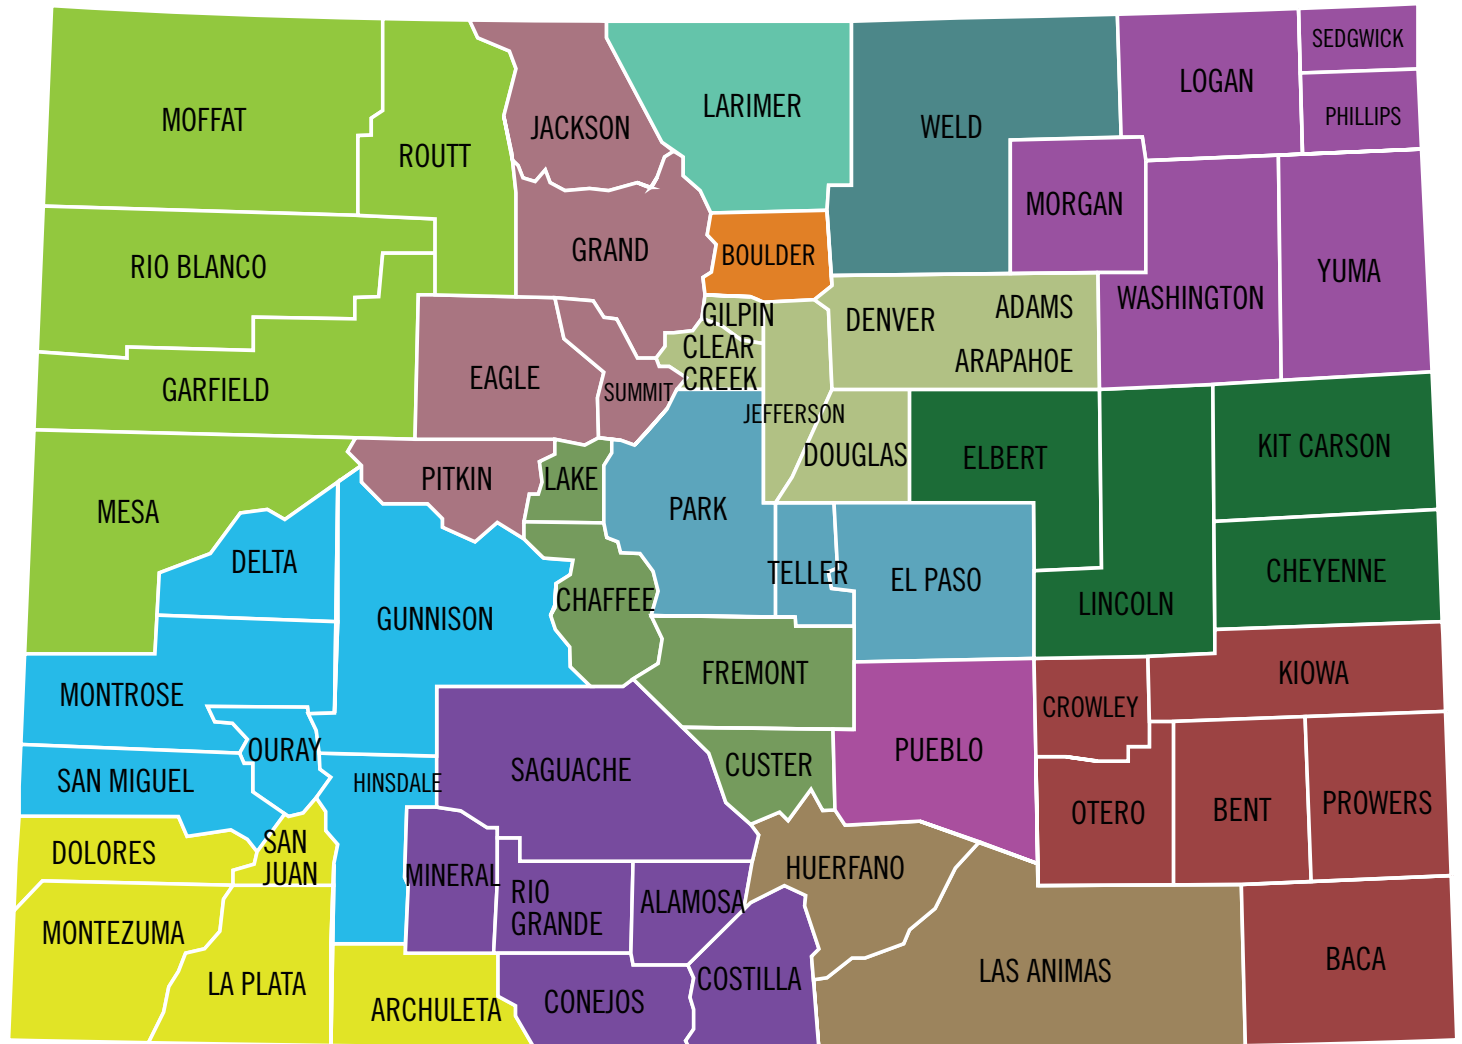 SEDGWICK
LOGAN
MOFFAT
LARIMER
PHILLIPS
JACKSON
WELD
ROUTT
MORGAN
GRAND
BOULDER
RIO BLANCO
YUMA
WASHINGTON
GILPIN
DENVER
ADAMS
CLEAR
CREEK
ARAPAHOE
EAGLE
SUMMIT
GARFIELD
JEFFERSON
DOUGLAS
ELBERT
KIT CARSON
PITKIN
LAKE
PARK
MESA
DELTA
TELLER
EL PASO
CHEYENNE
GUNNISON
CHAFFEE
LINCOLN
FREMONT
KIOWA
MONTROSE
CROWLEY
OURAY
PUEBLO
SAN MIGUEL
HINSDALE
SAGUACHE
CUSTER
OTERO
BENT
PROWERS
DOLORES
SAN
JUAN
MINERAL
RIO
GRANDE
ALAMOSA
HUERFANO
MONTEZUMA
LA PLATA
ARCHULETA
CONEJOS
COSTILLA
LAS ANIMAS
BACA